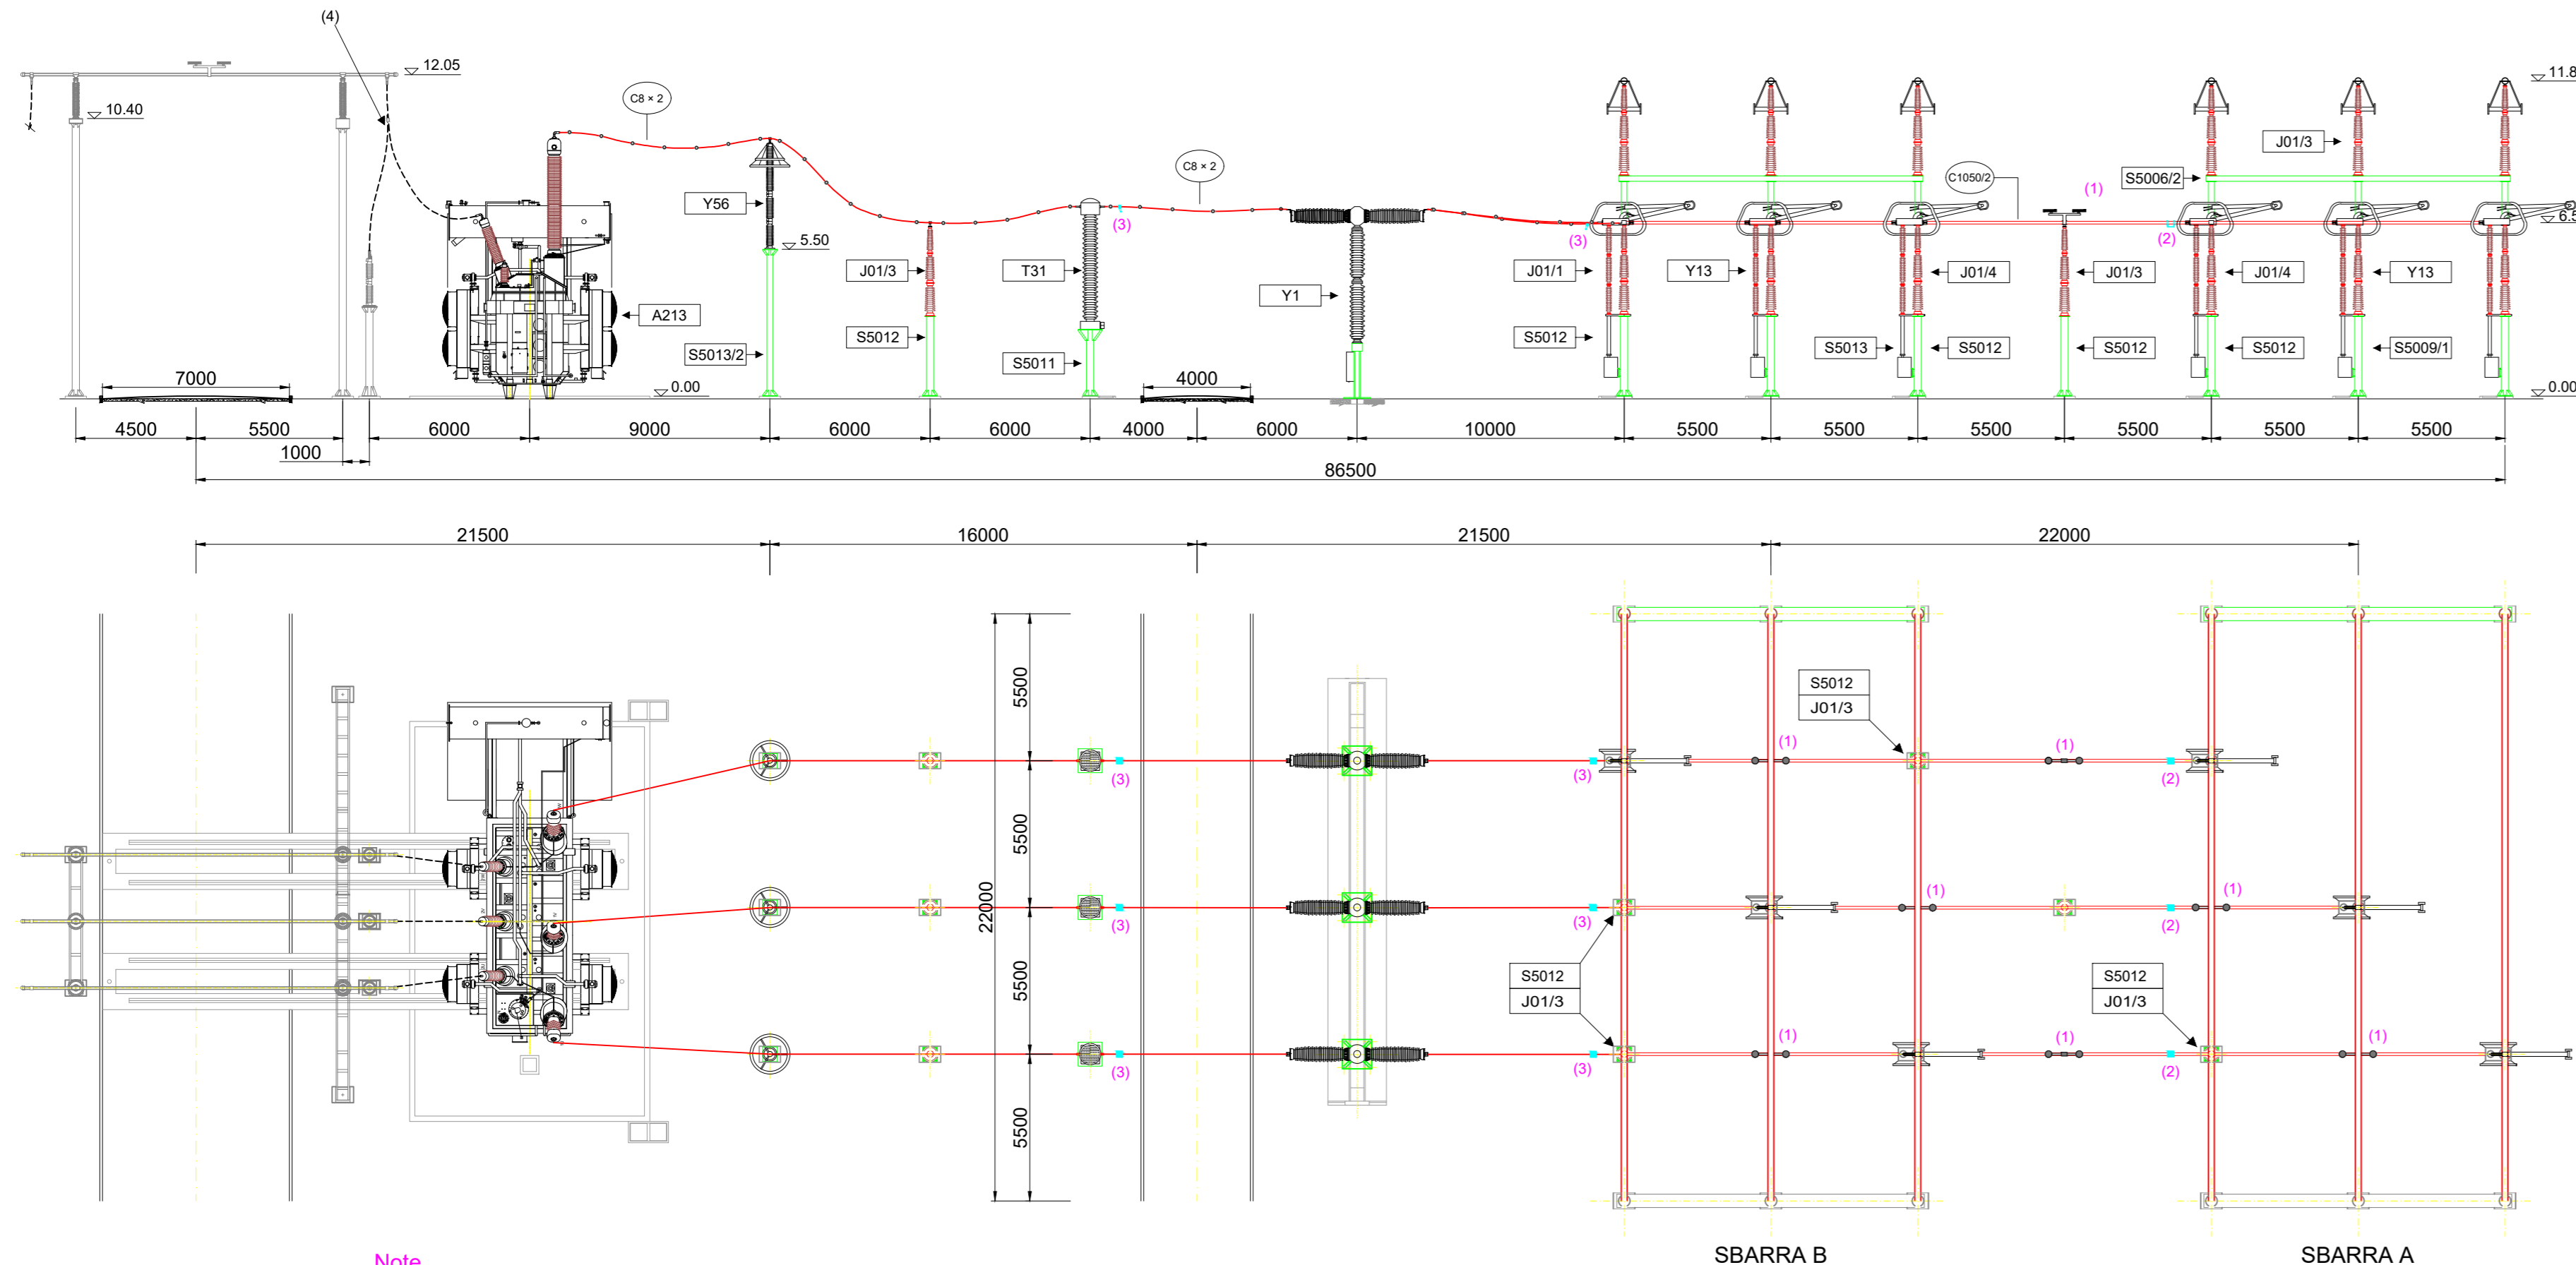 (4)
12.05
11.8
10.40
C8 × 2
J01/3
C8 × 2
C1050/2
S5006/2
(1)
Y56
(3)
6.5
(3)
(2)
5.50
J01/3
T31
J01/1
Y13
J01/4
J01/3
J01/4
Y13
Y1
A213
S5012
S5012
S5013/2
S5011
S5013
S5012
S5012
S5012
S5009/1
7000
0.00
4000
0.00
4500
5500
6000
9000
6000
6000
4000
6000
10000
5500
5500
5500
5500
5500
5500
1000
86500
21500
16000
21500
22000
5500
S5012
J01/3
(1)
(1)
(3)
(3)
(2)
5500
22000
(1)
(1)
(3)
(3)
(2)
5500
S5012
J01/3
S5012
J01/3
(1)
(1)
(1)
(3)
(3)
(2)
5500
SBARRA B
SBARRA A
Note